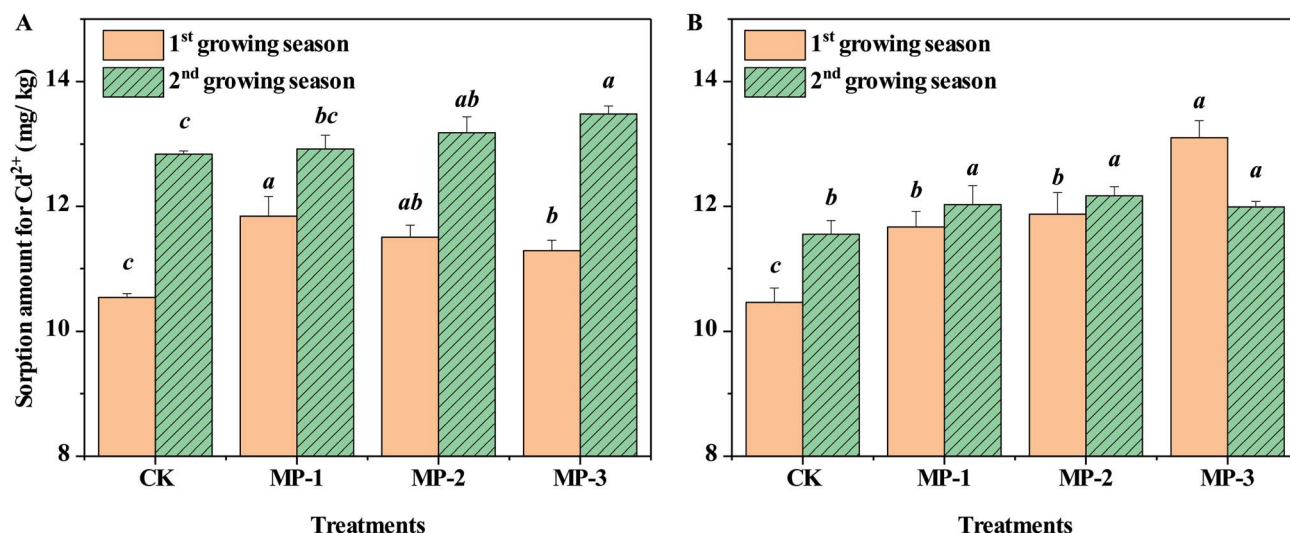 A
1st growing season
2nd growing season
Sorption amount for Cd2+ (mg/ kg)
14
12
10
8
c
c
a
bc
ab
ab
b
a
CK MP-1 MP-2 MP-3
Treatments
B
1st growing season
2nd growing season
14
12
10
8
c
b
b
a
b
a
a
a
CK MP-1 MP-2 MP-3
Treatments